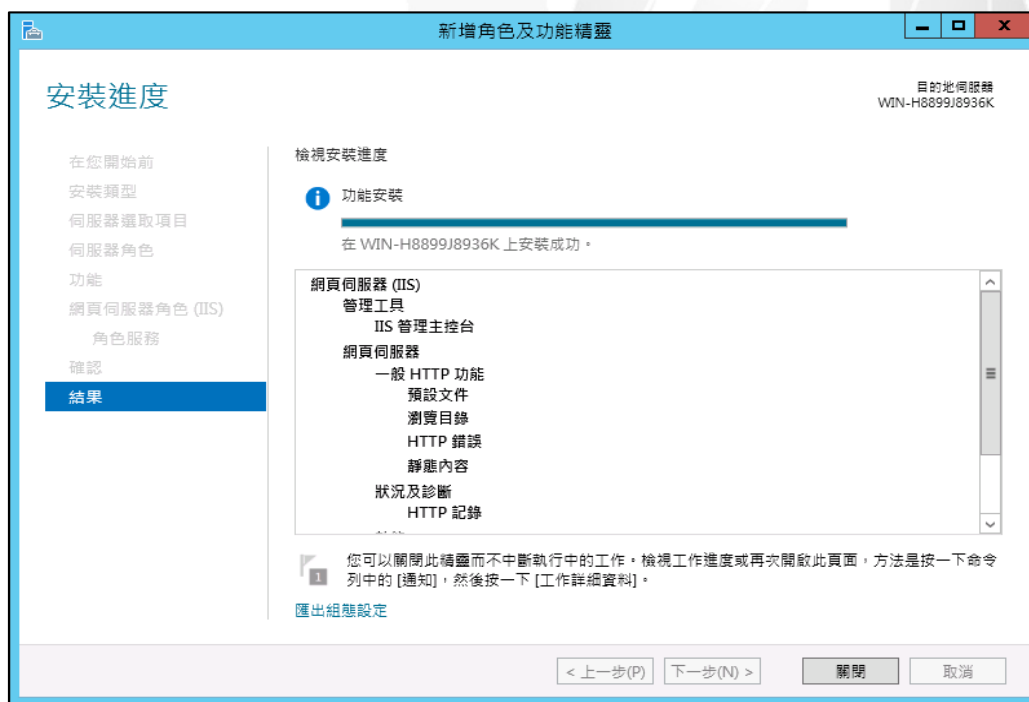 新增角色及功能精靈
安裝進度
目的地伺服器
WIN-H8899J8936K
在您開始前
安裝類型
伺服器選取項目
伺服器角色
功能
網頁伺服器角色 (IIS)
角色服務
確認
結果
檢視安裝進度
功能安裝
在 WIN-H8899J8936K 上安裝成功。
網頁伺服器 (IIS)
管理工具
IIS 管理主控台
網頁伺服器
一般 HTTP 功能
預設文件
瀏覽目錄
HTTP 錯誤
靜態內容
狀況及診斷
HTTP 記錄
1
您可以關閉此精靈而不中斷執行中的工作。檢視工作進度或再次開啟此頁面，方法是按一下命令
列中的 [通知]，然後按一下 [工作詳細資料]。
匯出組態設定
< 上一步(P)
下一步(N) >
關閉
取消